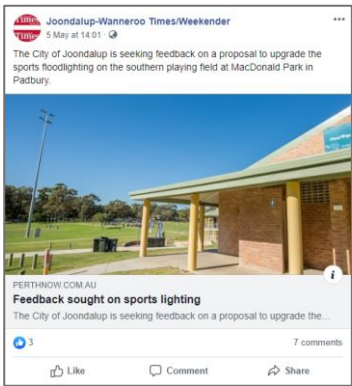 Times
Joondalup-Wanneroo Times/Weekender
Times
5 May at 14:01 ·
The City of Joondalup is seeking feedback on a proposal to upgrade the
sports floodlighting on the southern playing field at MacDonald Park in
Padbury.
PERTHNOW.COM.AU
Feedback sought on sports lighting
The City of Joondalup is seeking feedback on a proposal to upgrade the…
3
7 comments
Like
Comment
Share